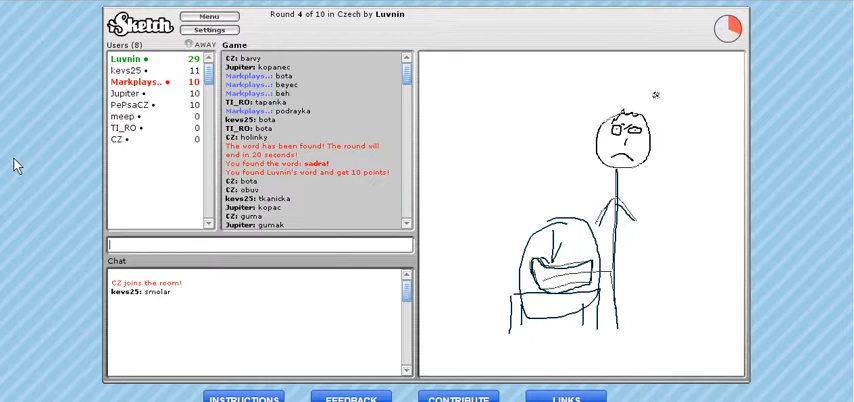 iSketch
Menu
Settings
Round 4 of 10 in Czech by Luvnin
Users (8)
AWAY
Game
Luvnin 29
kevs25 11
Markplays.. 10
Jupiter 10
PePsaCZ 10
meep 0
TI_RO 0
CZ 0
CZ: barvy
Jupiter: kopanec
Markplays..: bota
Markplays..: beyec
Markplays..: beh
TI_RO: tapanka
Markplays..: podrayka
kevs25: bota
TI_RO: bota
CZ: holinky
The word has been found! The round will
end in 20 seconds!
You found the word: sadra!
You found Luvnin's word and get 10 points!
CZ: bota
CZ: obuv
kevs25: tkanicka
Jupiter: kopac
CZ: guma
Jupiter: gumak
Chat
CZ joins the room!
kevs25: smolar
INSTRUCTIONS
FEEDBACK
CONTRIBUTE
LINKS